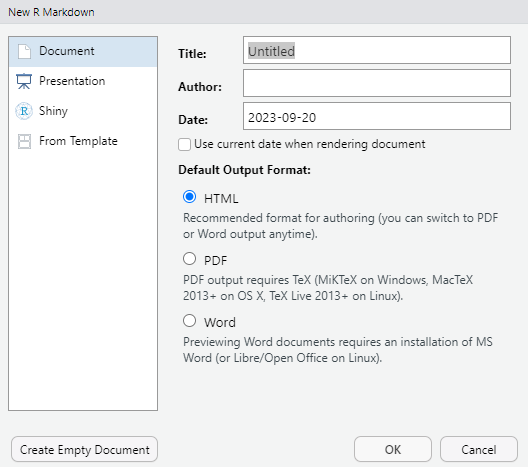 New R Markdown
Document
Presentation
R Shiny
From Template
Title: Untitled
Author:
Date: 2023-09-20
Use current date when rendering document
Default Output Format:
HTML
Recommended format for authoring (you can switch to PDF
or Word output anytime).
PDF
PDF output requires TeX (MiKTeX on Windows, MacTeX
2013+ on OS X, TeX Live 2013+ on Linux).
Word
Previewing Word documents requires an installation of MS
Word (or Libre/Open Office on Linux).
Create Empty Document
OK
Cancel